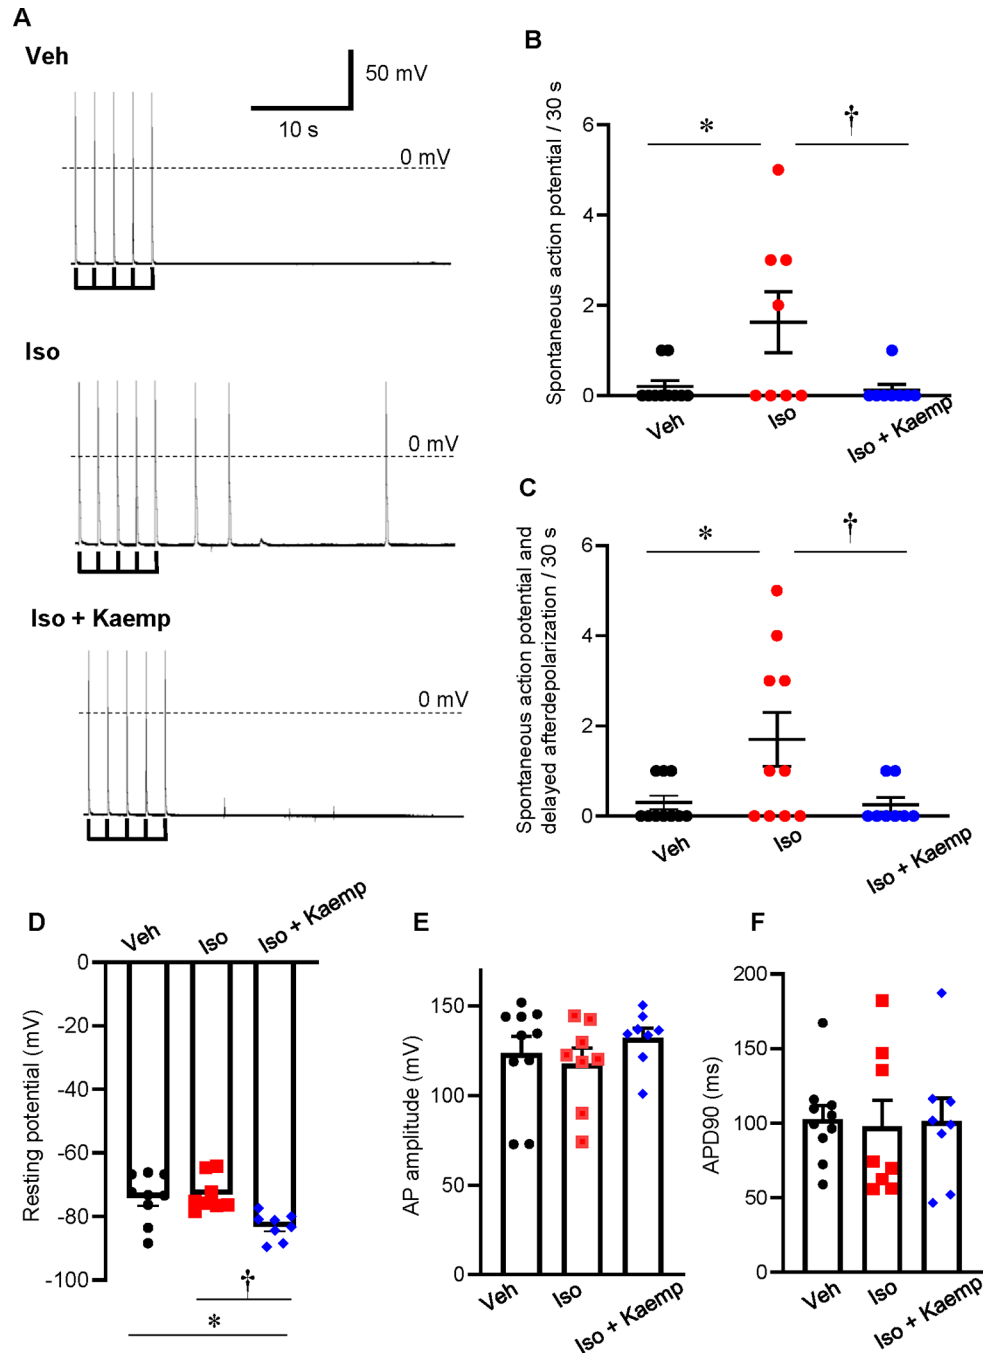 A
Veh
50 mV
10 s
0 mV
Iso
0 mV
Iso + Kaemp
0 mV
B
Spontaneous action potential / 30 s
6
4
2
0
*
†
Veh
Iso
Iso + Kaemp
C
Spontaneous action potential and
delayed afterdepolarization / 30 s
6
4
2
0
*
†
Veh
Iso
Iso + Kaemp
D
Veh
Iso
Iso + Kaemp
Resting potential (mV)
0
-20
-40
-60
-80
-100
†
*
E
AP amplitude (mV)
150
100
50
0
Veh
Iso
Iso + Kaemp
F
APD90 (ms)
200
150
100
50
0
Veh
Iso
Iso + Kaemp